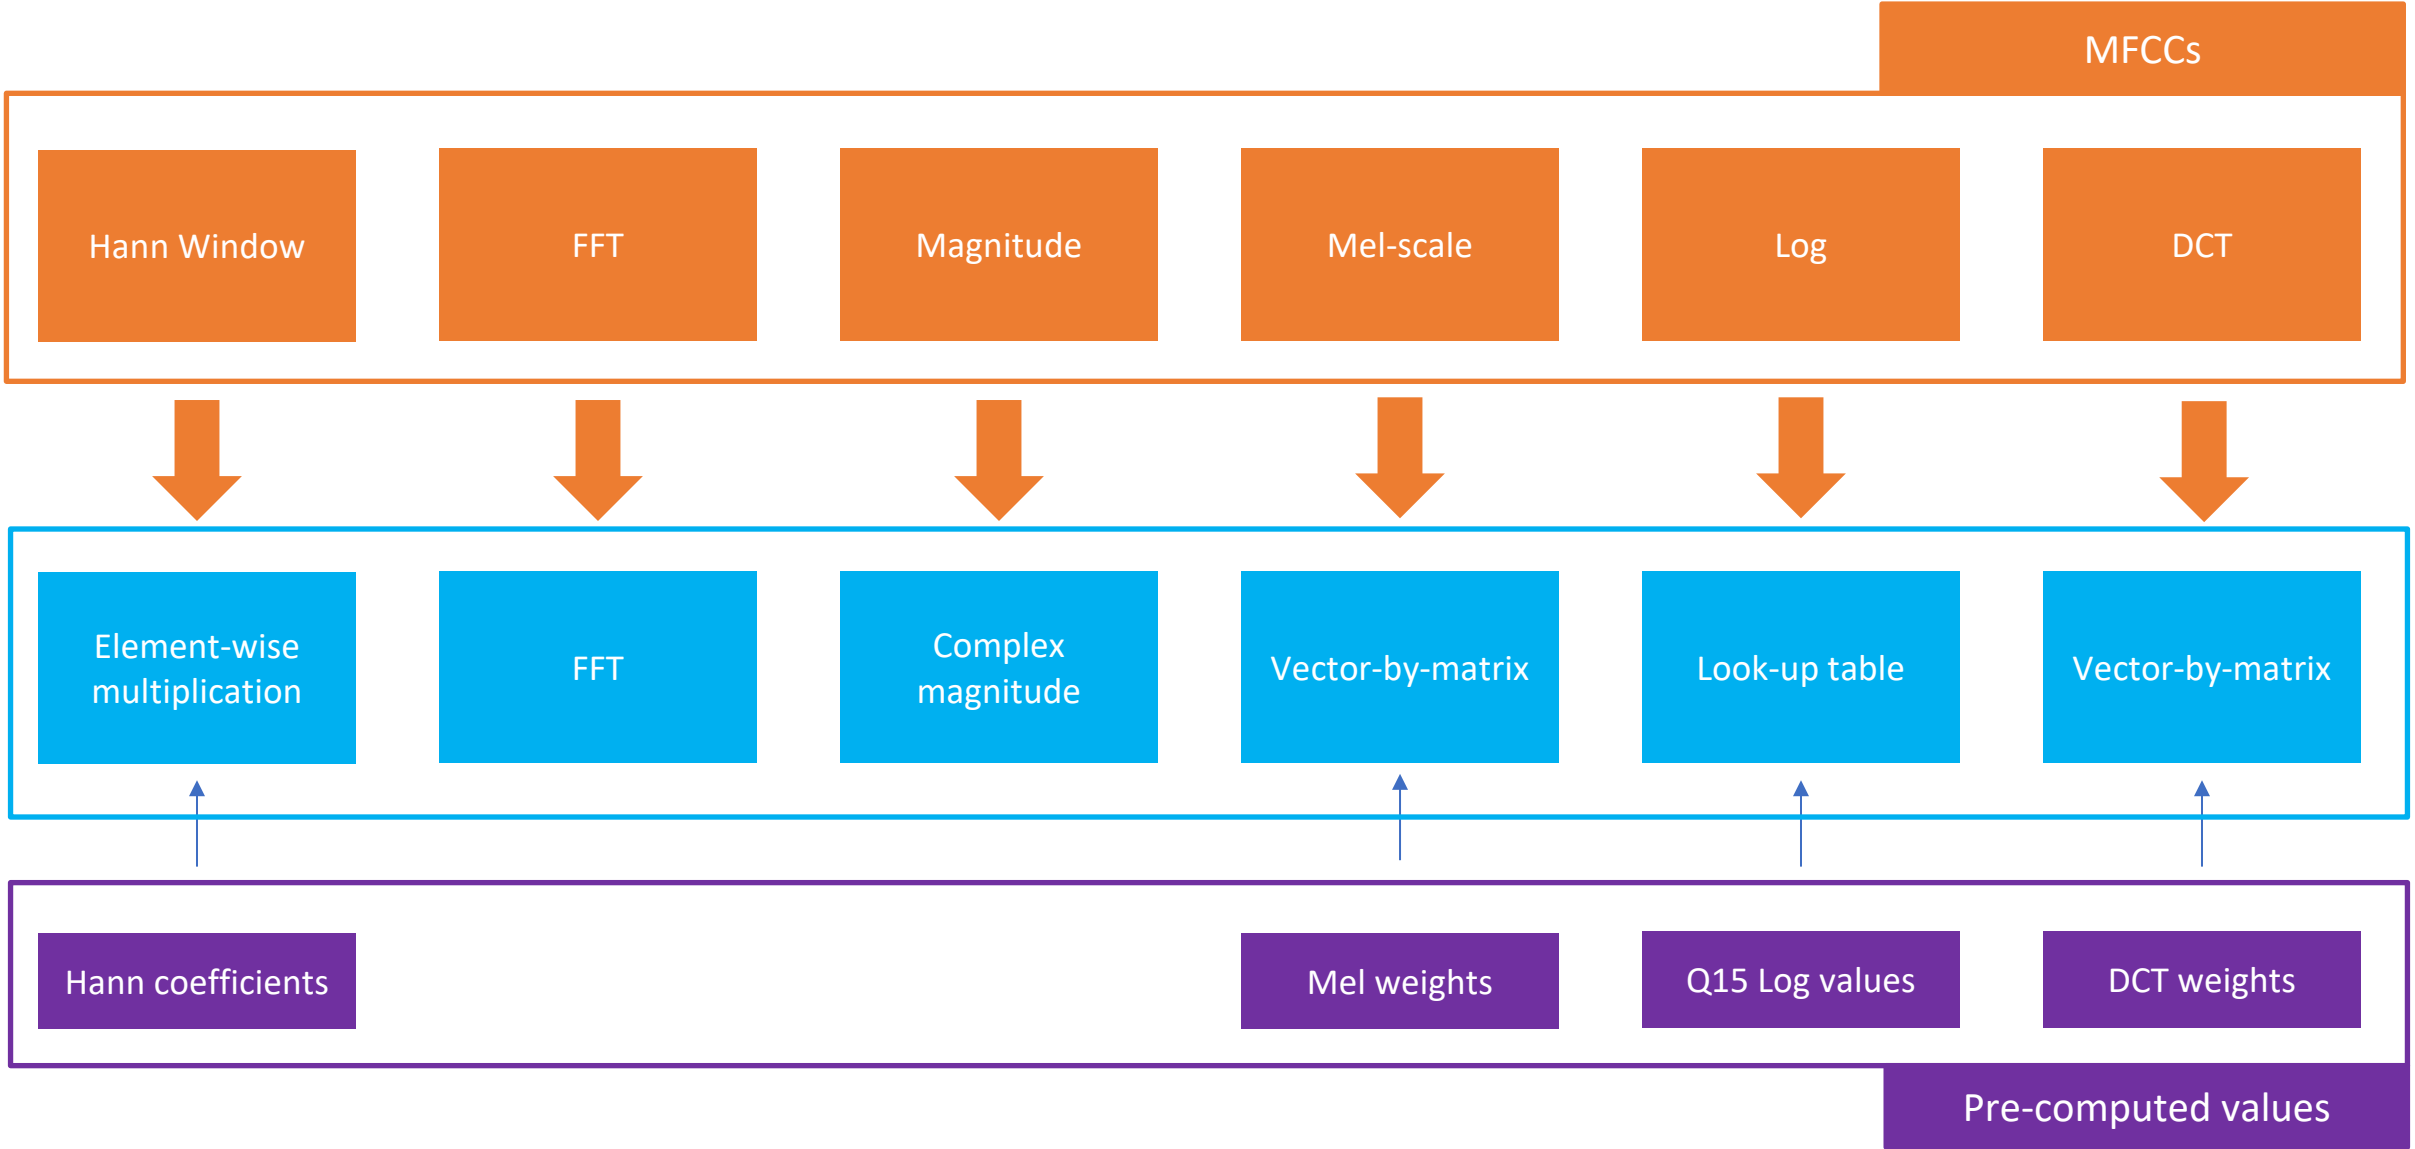 MFCCs
Hann Window
FFT
Magnitude
Mel-scale
Log
DCT
Element-wise
multiplication
FFT
Complex
magnitude
Vector-by-matrix
Look-up table
Vector-by-matrix
Hann coefficients
Mel weights
Q15 Log values
DCT weights
Pre-computed values